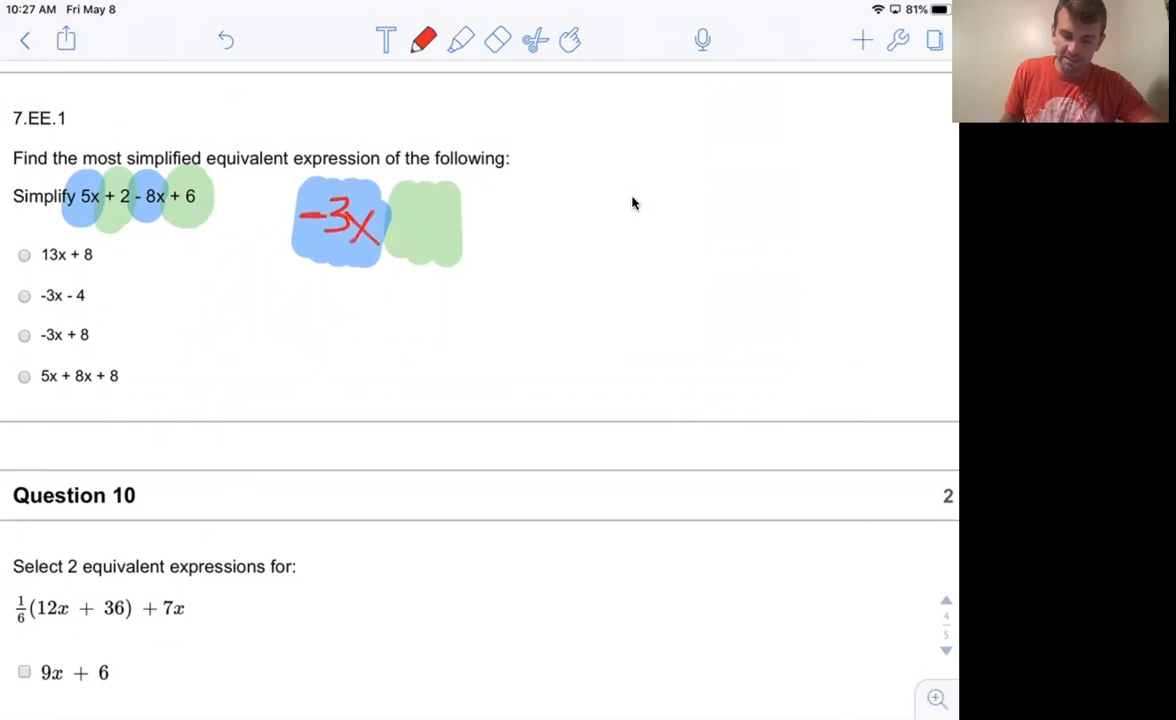 10:27 AM Fri May 8
81%
7.EE.1
Find the most simplified equivalent expression of the following:
Simplify 5x + 2 - 8x + 6
-3x
13x + 8
-3x - 4
-3x + 8
5x + 8x + 8
Question 10
2
Select 2 equivalent expressions for:
1/6(12x + 36) + 7x
4
5
9x + 6